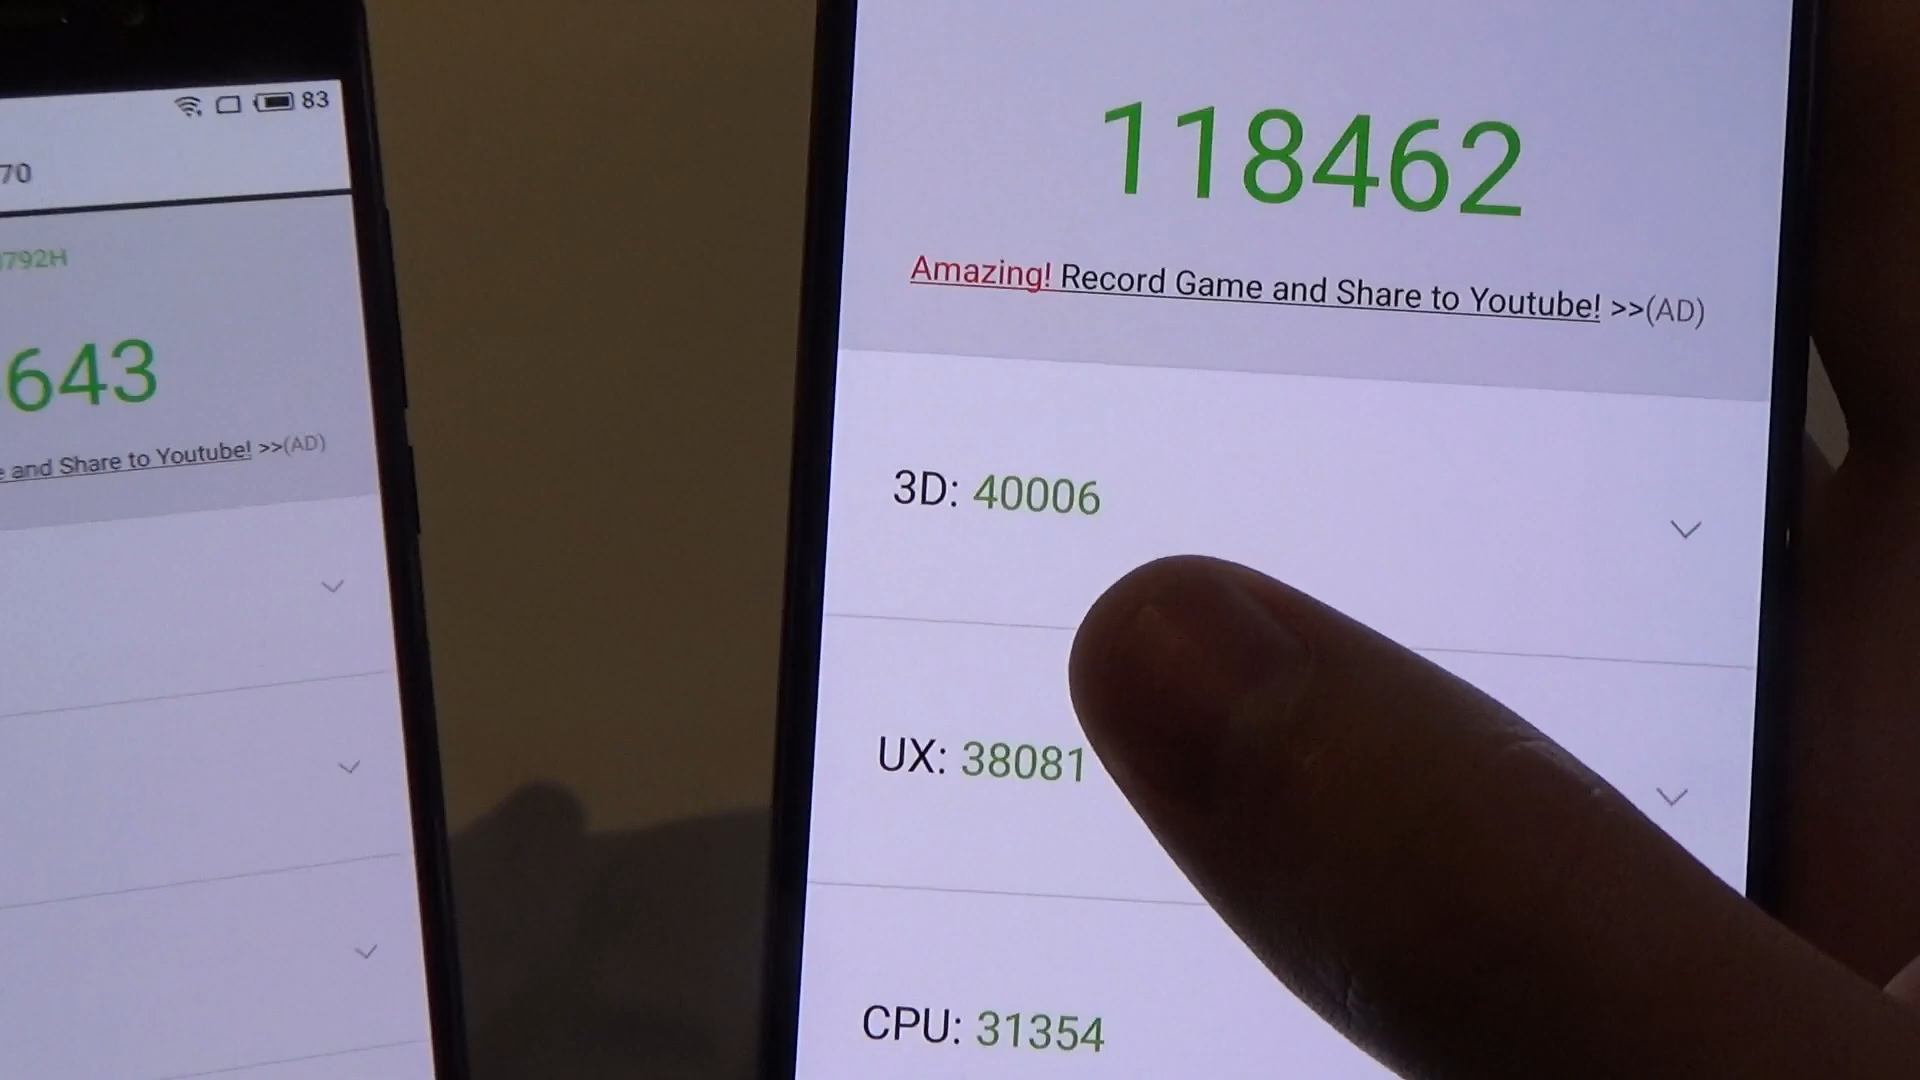 83
70
792H
643
and Share to Youtube! >>(AD)
118462
Amazing! Record Game and Share to Youtube! >>(AD)
3D: 40006
UX: 38081
CPU: 31354